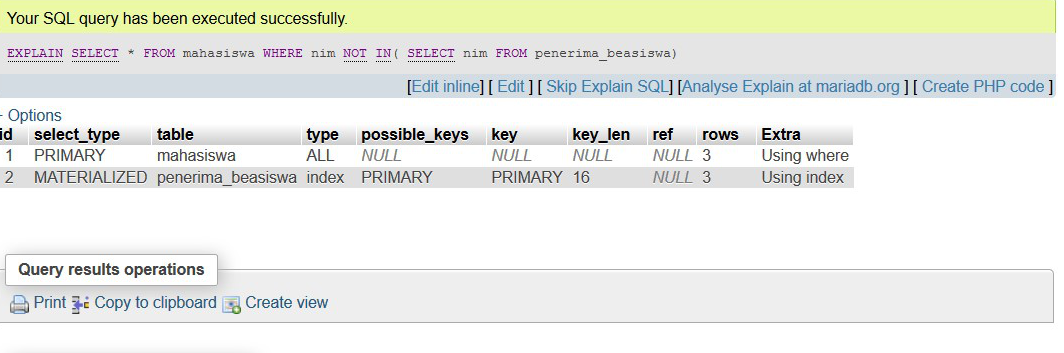 Your SQL query has been executed successfully.
EXPLAIN SELECT * FROM mahasiswa WHERE nim NOT IN( SELECT nim FROM penerima_beasiswa)
[Edit inline] [ Edit ] [ Skip Explain SQL] [Analyse Explain at mariadb.org ] [ Create PHP code ]
Options
id select_type table type possible_keys key key_len ref rows Extra
1 PRIMARY mahasiswa ALL NULL NULL NULL NULL 3 Using where
2 MATERIALIZED penerima_beasiswa index PRIMARY PRIMARY 16 NULL 3 Using index
Query results operations
Print Copy to clipboard Create view